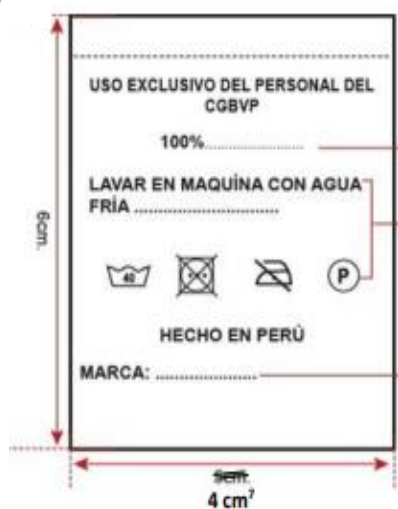 USO EXCLUSIVO DEL PERSONAL DEL
CGBVP
100%........................
LAVAR EN MAQUÍNA CON AGUA
FRÍA ..............................
40
P
HECHO EN PERÚ
MARCA: .....................
6cm.
5cm.
4 cm⁷